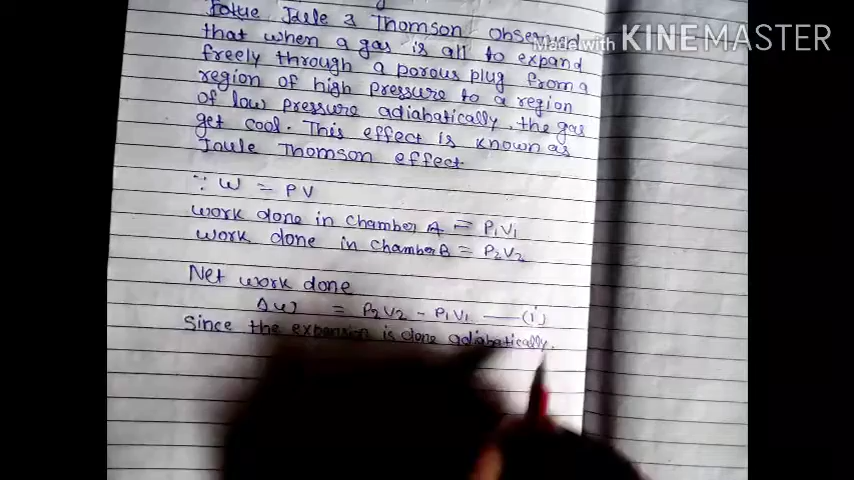 Joule & Thomson observed
that when a gas is all to expand
freely through a porous plug from a
region of high pressure to a region
of low pressure adiabatically, the gas
get cool. This effect is known as
Joule Thomson effect.
∵ W = PV
work done in chamber A = P₁V₁
work done in chamber B = P₂V₂
Net work done
ΔW = P₂V₂ - P₁V₁ —(i)
Since the expansion is done adiabatically.
Made with KINEMASTER